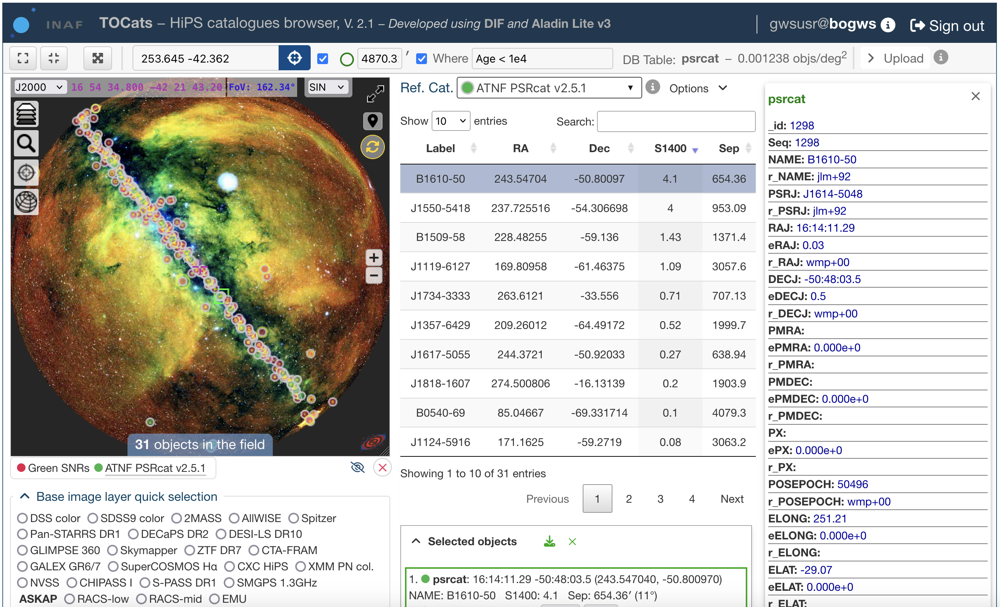 INAF TOCats – HiPS catalogues browser, V. 2.1 – Developed using DIF and Aladin Lite v3 gwsusr@bogws Sign out
253.645 -42.362 4870.3 ′ Where Age < 1e4 DB Table: psrcat – 0.001238 objs/deg2 Upload
J2000 16 54 34.800 -42 21 43.20 FoV: 162.34° SIN
31 objects in the field
Green SNRs ATNF PSRcat v2.5.1
Base image layer quick selection
DSS color SDSS9 color 2MASS AllWISE Spitzer
Pan-STARRS DR1 DECaPS DR2 DESI-LS DR10
GLIMPSE 360 Skymapper ZTF DR7 CTA-FRAM
GALEX GR6/7 SuperCOSMOS Hα CXC HiPS XMM PN col.
NVSS CHIPASS I S-PASS DR1 SMGPS 1.3GHz
ASKAP RACS-low RACS-mid EMU
Ref. Cat. ATNF PSRcat v2.5.1 Options
Show 10 entries Search:
Label RA Dec S1400 Sep
B1610-50 243.54704 -50.80097 4.1 654.36
J1550-5418 237.725516 -54.306698 4 953.09
B1509-58 228.48255 -59.136 1.43 1371.4
J1119-6127 169.80958 -61.46375 1.09 3057.6
J1734-3333 263.6121 -33.556 0.71 707.13
J1357-6429 209.26012 -64.49172 0.52 1999.7
J1617-5055 244.3721 -50.92033 0.27 638.94
J1818-1607 274.500806 -16.13139 0.2 1903.9
B0540-69 85.04667 -69.331714 0.1 4079.3
J1124-5916 171.1625 -59.2719 0.08 3063.2
Showing 1 to 10 of 31 entries
Previous 1 2 3 4 Next
Selected objects
1. psrcat: 16:14:11.29 -50:48:03.5 (243.547040, -50.800970)
NAME: B1610-50 S1400: 4.1 Sep: 654.36′ (11°)
psrcat
_id: 1298
Seq: 1298
NAME: B1610-50
r_NAME: jlm+92
PSRJ: J1614-5048
r_PSRJ: jlm+92
RAJ: 16:14:11.29
eRAJ: 0.03
r_RAJ: wmp+00
DECJ: -50:48:03.5
eDECJ: 0.5
r_DECJ: wmp+00
PMRA:
ePMRA: 0.000e+0
r_PMRA:
PMDEC:
ePMDEC: 0.000e+0
r_PMDEC:
PX:
ePX: 0.000e+0
r_PX:
POSEPOCH: 50496
r_POSEPOCH: wmp+00
ELONG: 251.21
eELONG: 0.000e+0
r_ELONG:
ELAT: -29.07
eELAT: 0.000e+0
r_ELAT: